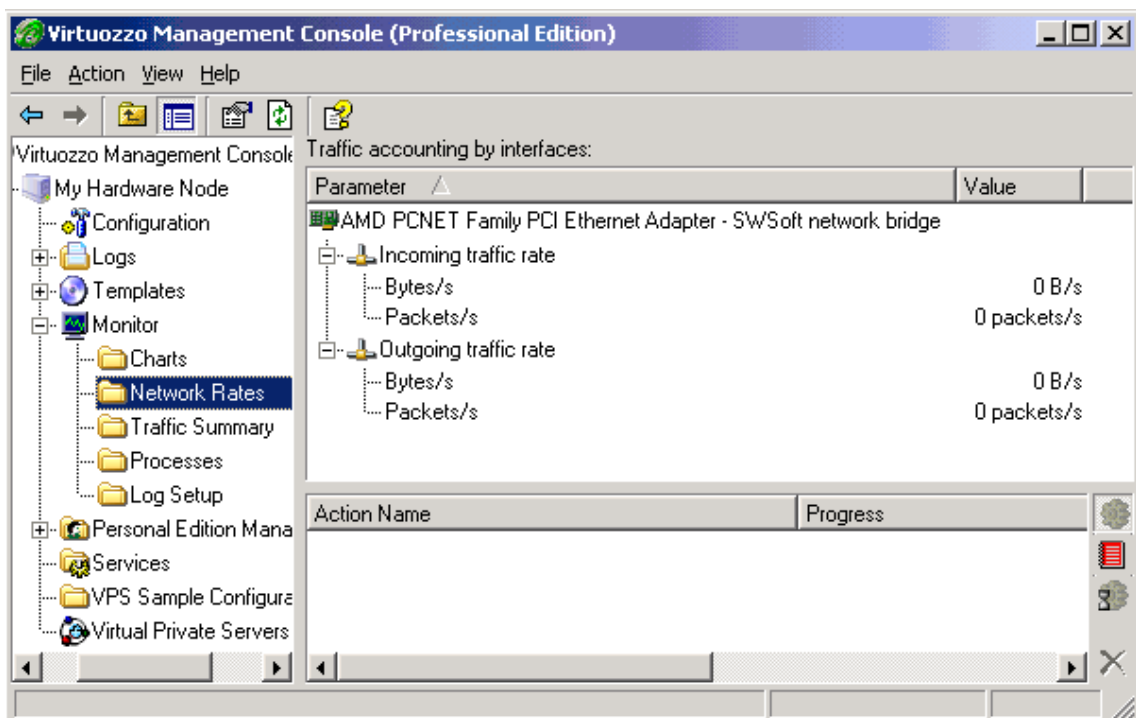 Virtuozzo Management Console (Professional Edition)
File Action View Help
Virtuozzo Management Console
My Hardware Node
Configuration
Logs
Templates
Monitor
Charts
Network Rates
Traffic Summary
Processes
Log Setup
Personal Edition Mana
Services
VPS Sample Configura
Virtual Private Servers
Traffic accounting by interfaces:
Parameter Value
AMD PCNET Family PCI Ethernet Adapter - SWSoft network bridge
Incoming traffic rate
Bytes/s 0 B/s
Packets/s 0 packets/s
Outgoing traffic rate
Bytes/s 0 B/s
Packets/s 0 packets/s
Action Name Progress